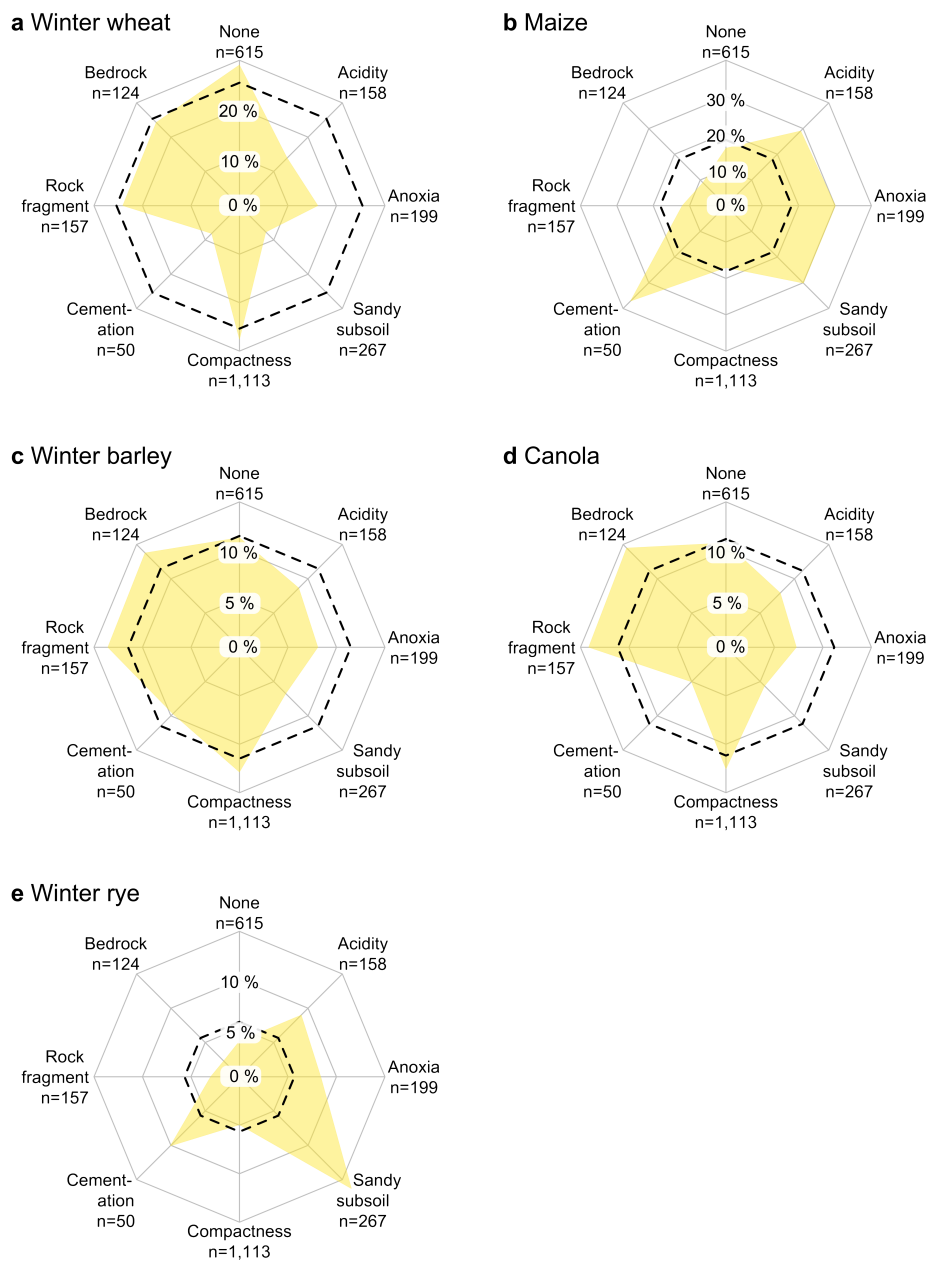 a Winter wheat
None
n=615
Acidity
n=158
Anoxia
n=199
Sandy
subsoil
n=267
Compactness
n=1,113
Cement-
ation
n=50
Rock
fragment
n=157
Bedrock
n=124
20 %
10 %
0 %
b Maize
None
n=615
Acidity
n=158
Anoxia
n=199
Sandy
subsoil
n=267
Compactness
n=1,113
Cement-
ation
n=50
Rock
fragment
n=157
Bedrock
n=124
30 %
20 %
10 %
0 %
c Winter barley
None
n=615
Acidity
n=158
Anoxia
n=199
Sandy
subsoil
n=267
Compactness
n=1,113
Cement-
ation
n=50
Rock
fragment
n=157
Bedrock
n=124
10 %
5 %
0 %
d Canola
None
n=615
Acidity
n=158
Anoxia
n=199
Sandy
subsoil
n=267
Compactness
n=1,113
Cement-
ation
n=50
Rock
fragment
n=157
Bedrock
n=124
10 %
5 %
0 %
e Winter rye
None
n=615
Acidity
n=158
Anoxia
n=199
Sandy
subsoil
n=267
Compactness
n=1,113
Cement-
ation
n=50
Rock
fragment
n=157
Bedrock
n=124
10 %
5 %
0 %